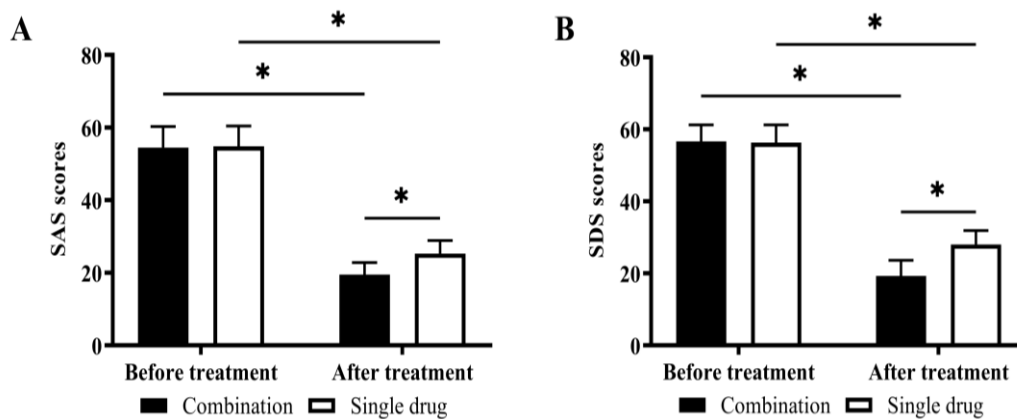 A
SAS scores
80
60
40
20
0
*
*
*
Before treatment
After treatment
Combination
Single drug
B
SDS scores
80
60
40
20
0
*
*
*
Before treatment
After treatment
Combination
Single drug